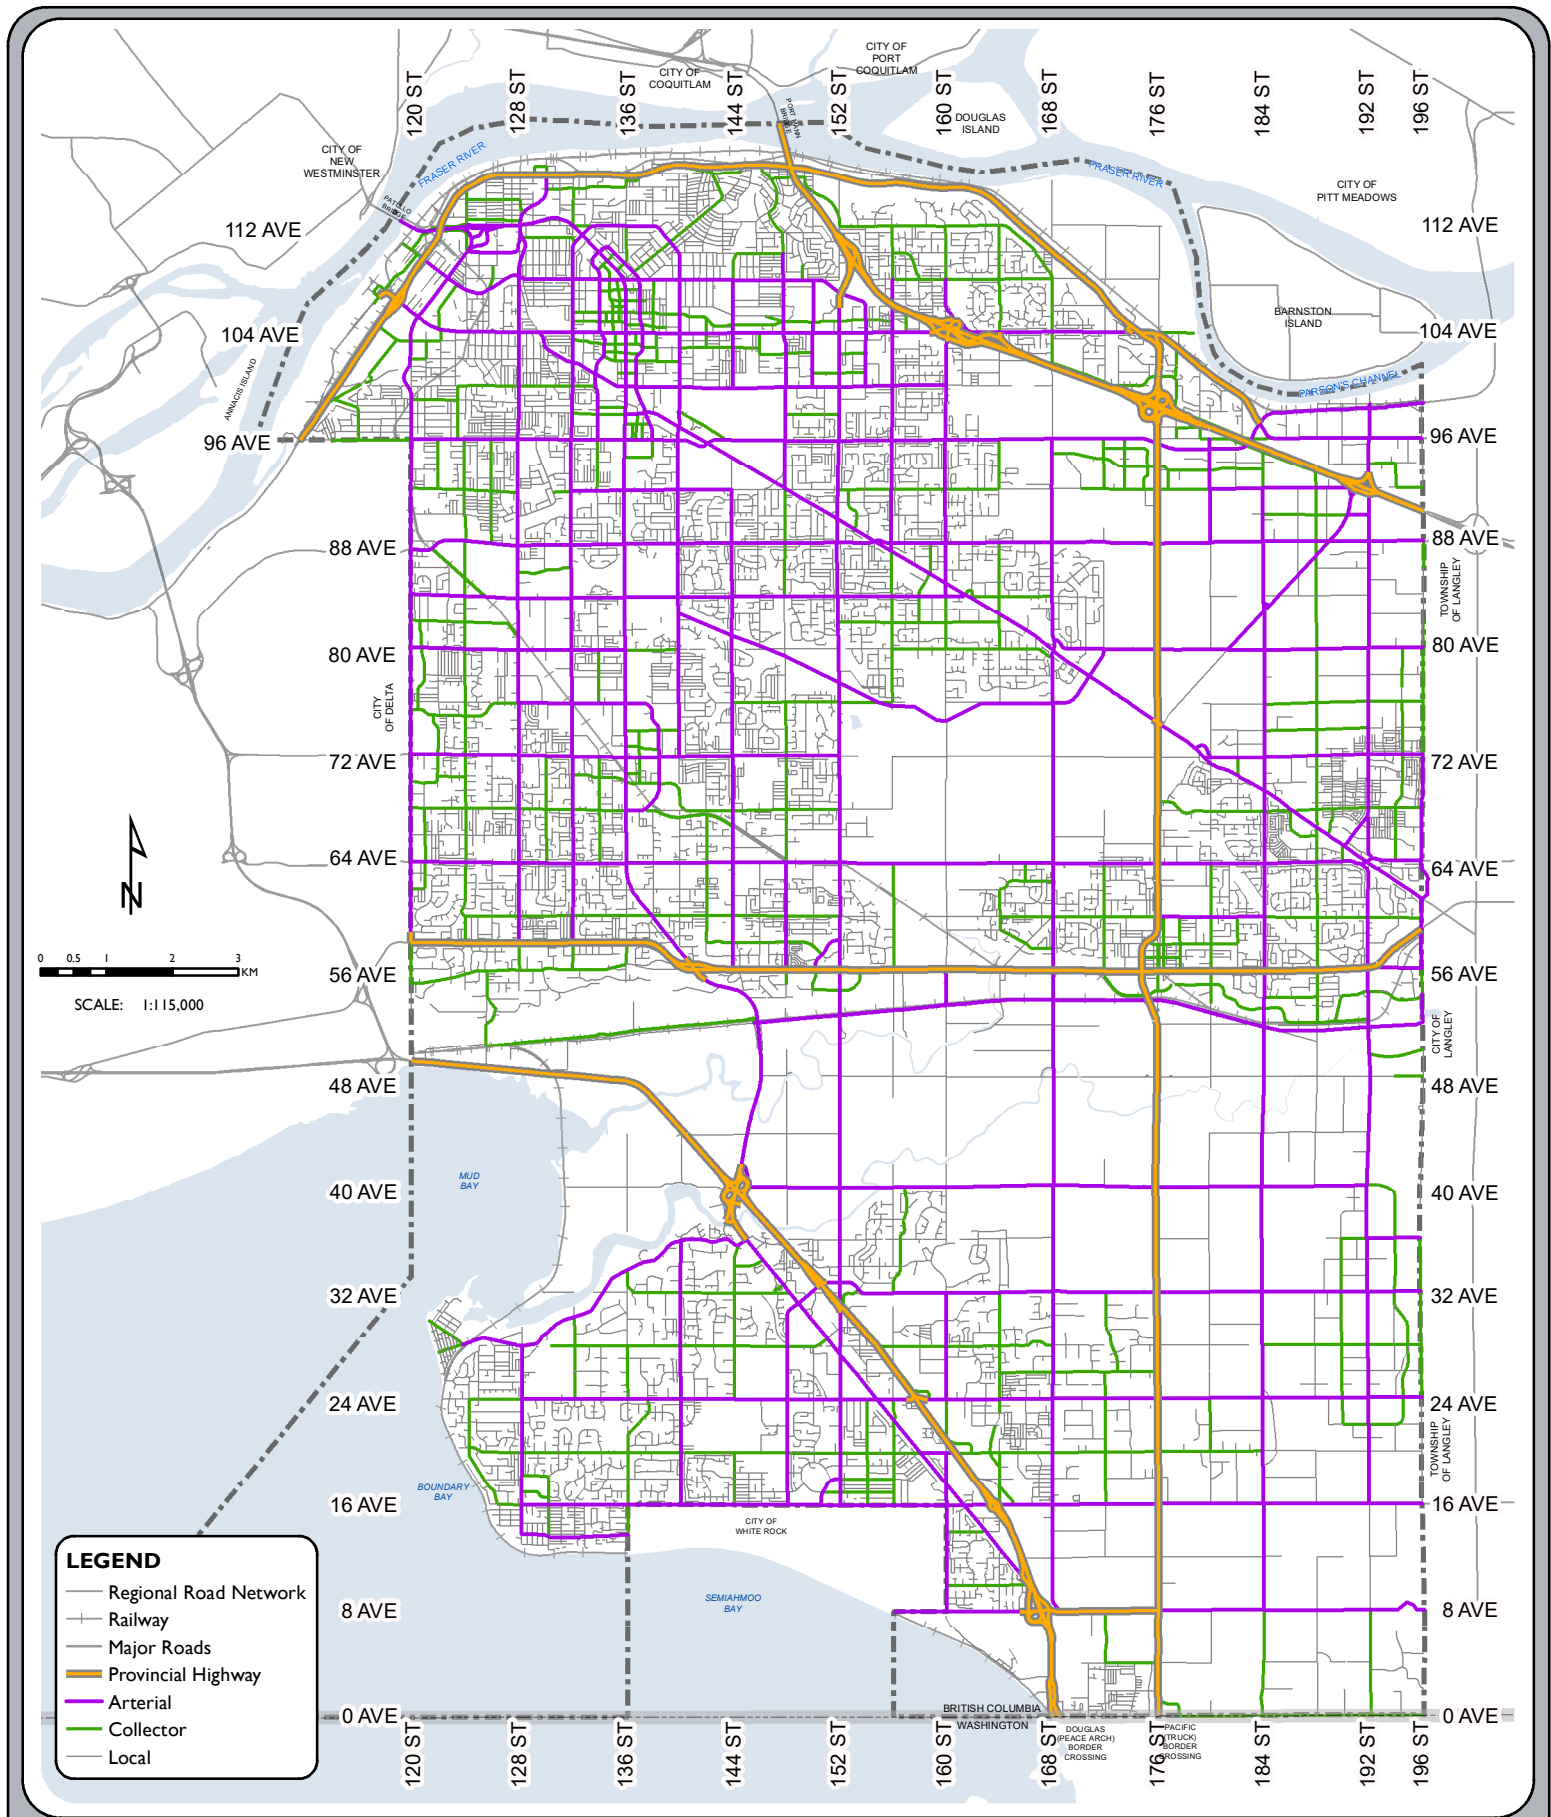 120 ST
128 ST
136 ST
144 ST
152 ST
160 ST
168 ST
176 ST
184 ST
192 ST
196 ST
CITY OF
COQUITLAM
CITY OF
PORT
COQUITLAM
PORT MANN
BRIDGE
DOUGLAS
ISLAND
CITY OF
NEW
WESTMINSTER
FRASER RIVER
FRASER RIVER
CITY OF
PITT MEADOWS
PATULLO
BRIDGE
112 AVE
112 AVE
BARNSTON
ISLAND
104 AVE
104 AVE
ANNACIS ISLAND
PARSON'S CHANNEL
96 AVE
96 AVE
88 AVE
88 AVE
TOWNSHIP
OF LANGLEY
80 AVE
80 AVE
CITY
OF DELTA
72 AVE
72 AVE
64 AVE
64 AVE
N
0 0.5 1 2 3
KM
SCALE: 1:115,000
56 AVE
56 AVE
CITY OF
LANGLEY
48 AVE
48 AVE
MUD
BAY
40 AVE
40 AVE
32 AVE
32 AVE
24 AVE
24 AVE
TOWNSHIP
OF LANGLEY
BOUNDARY
BAY
16 AVE
16 AVE
CITY OF
WHITE ROCK
SEMIAHMOO
BAY
8 AVE
8 AVE
LEGEND
Regional Road Network
Railway
Major Roads
Provincial Highway
Arterial
Collector
Local
0 AVE
0 AVE
BRITISH COLUMBIA
WASHINGTON
DOUGLAS
(PEACE ARCH)
BORDER
CROSSING
PACIFIC
(TRUCK)
BORDER
CROSSING
120 ST
128 ST
136 ST
144 ST
152 ST
160 ST
168 ST
176 ST
184 ST
192 ST
196 ST